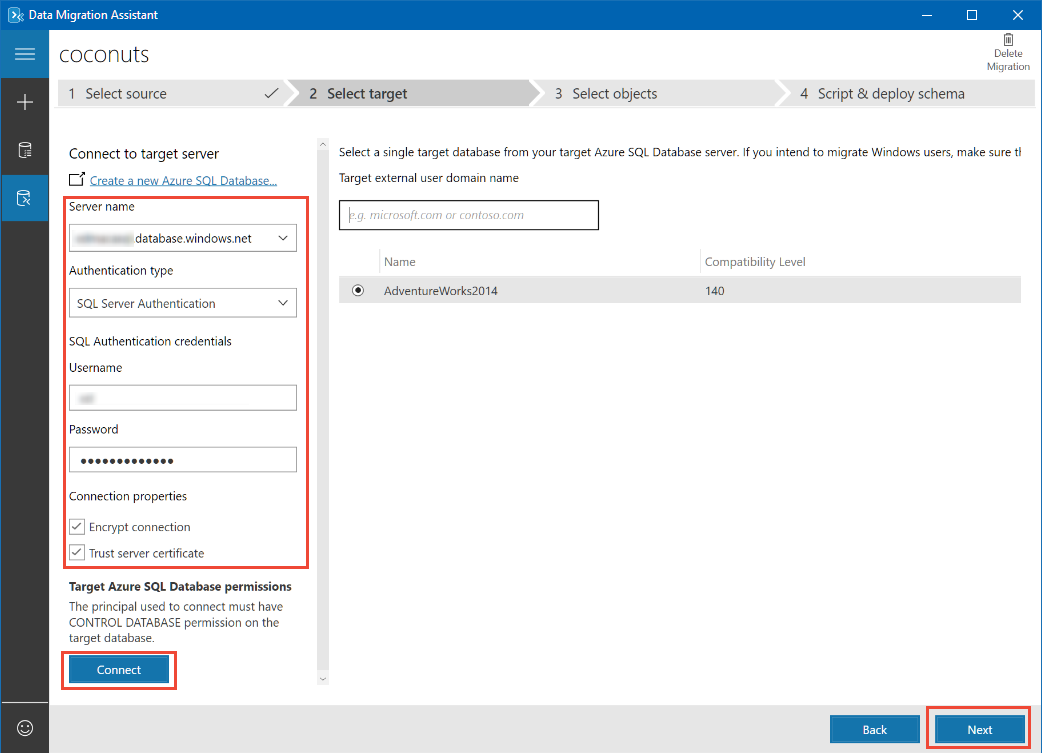 Data Migration Assistant
coconuts
Delete
Migration
1 Select source
2 Select target
3 Select objects
4 Script & deploy schema
Connect to target server
Create a new Azure SQL Database...
Server name
.database.windows.net
Authentication type
SQL Server Authentication
SQL Authentication credentials
Username
Password
•••••••••••••
Connection properties
Encrypt connection
Trust server certificate
Target Azure SQL Database permissions
The principal used to connect must have
CONTROL DATABASE permission on the
target database.
Connect
Select a single target database from your target Azure SQL Database server. If you intend to migrate Windows users, make sure
Target external user domain name
e.g. microsoft.com or contoso.com
Name Compatibility Level
AdventureWorks2014 140
Back
Next